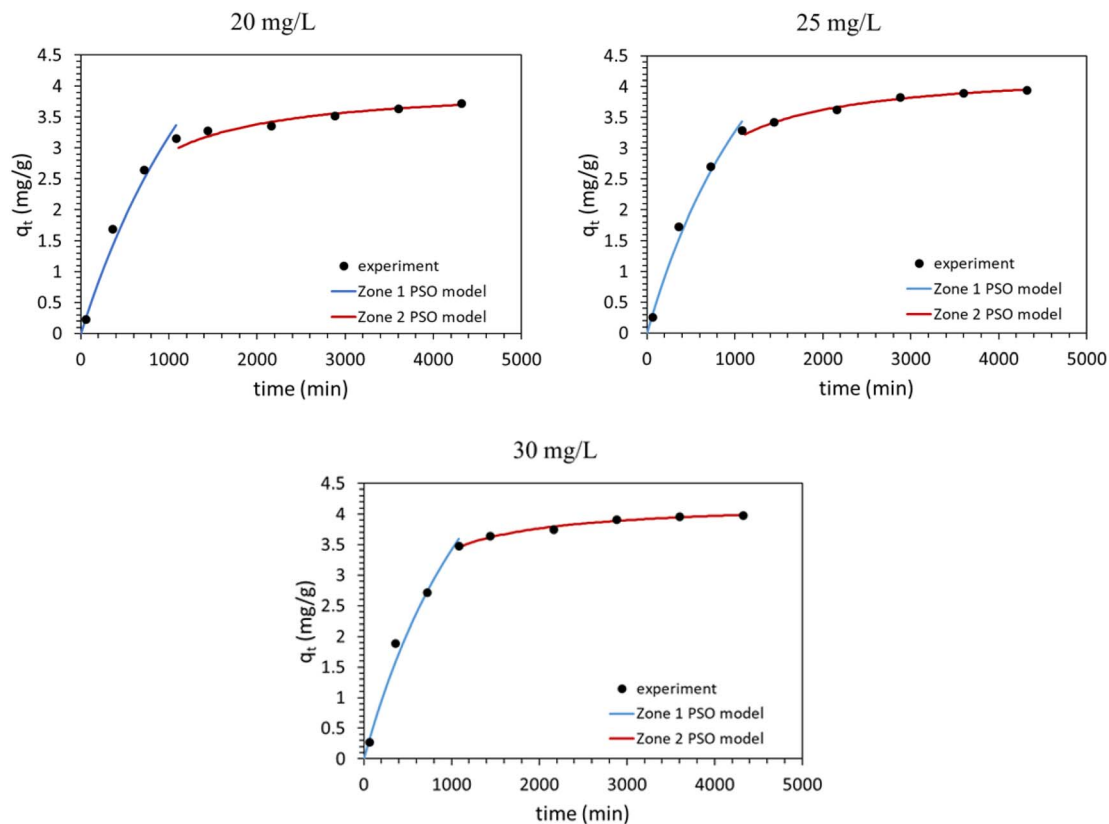 20 mg/L
4.5
4
3.5
3
2.5
2
1.5
1
0.5
0
qt (mg/g)
experiment
Zone 1 PSO model
Zone 2 PSO model
0 1000 2000 3000 4000 5000
time (min)
25 mg/L
4.5
4
3.5
3
2.5
2
1.5
1
0.5
0
qt (mg/g)
experiment
Zone 1 PSO model
Zone 2 PSO model
0 1000 2000 3000 4000 5000
time (min)
30 mg/L
4.5
4
3.5
3
2.5
2
1.5
1
0.5
0
qt (mg/g)
experiment
Zone 1 PSO model
Zone 2 PSO model
0 1000 2000 3000 4000 5000
time (min)